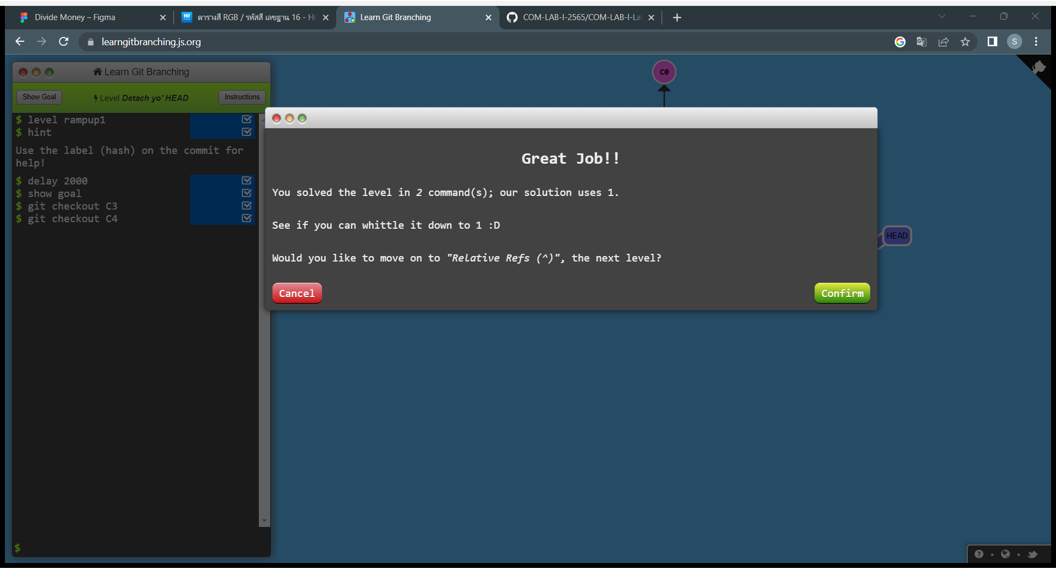 Divide Money – Figma
ตารางสี RGB / รหัสสี เลขฐาน 16 - H
Learn Git Branching
COM-LAB-I-2565/COM-LAB-I-La
learngitbranching.js.org
S
Learn Git Branching
Show Goal
Level Detach yo' HEAD
Instructions
$ level rampup1
$ hint
Use the label (hash) on the commit for
help!
$ delay 2000
$ show goal
$ git checkout C3
$ git checkout C4
$
C0
HEAD
Great Job!!
You solved the level in 2 command(s); our solution uses 1.
See if you can whittle it down to 1 :D
Would you like to move on to "Relative Refs (^)", the next level?
Cancel
Confirm